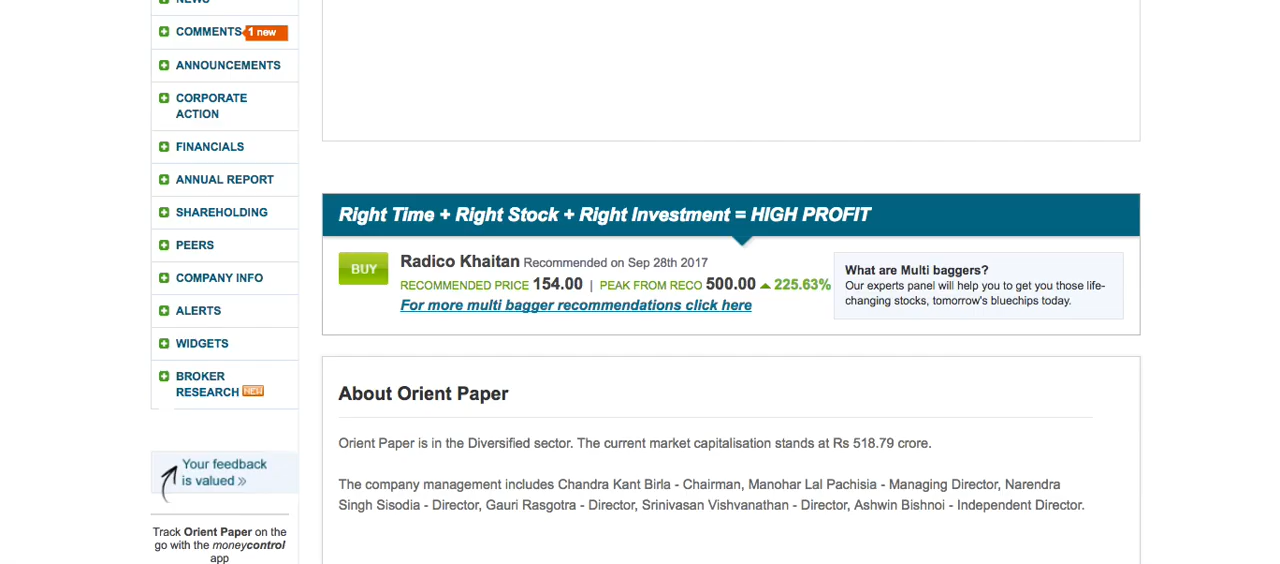 NEWS
COMMENTS 1 new
ANNOUNCEMENTS
CORPORATE
ACTION
FINANCIALS
ANNUAL REPORT
SHAREHOLDING
PEERS
COMPANY INFO
ALERTS
WIDGETS
BROKER
RESEARCH NEW
Your feedback
is valued »
Track Orient Paper on the
go with the moneycontrol
app
Right Time + Right Stock + Right Investment = HIGH PROFIT
BUY
Radico Khaitan Recommended on Sep 28th 2017
RECOMMENDED PRICE 154.00 | PEAK FROM RECO 500.00 225.63%
For more multi bagger recommendations click here
What are Multi baggers?
Our experts panel will help you to get you those life-
changing stocks, tomorrow's bluechips today.
About Orient Paper
Orient Paper is in the Diversified sector. The current market capitalisation stands at Rs 518.79 crore.
The company management includes Chandra Kant Birla - Chairman, Manohar Lal Pachisia - Managing Director, Narendra
Singh Sisodia - Director, Gauri Rasgotra - Director, Srinivasan Vishvanathan - Director, Ashwin Bishnoi - Independent Director.